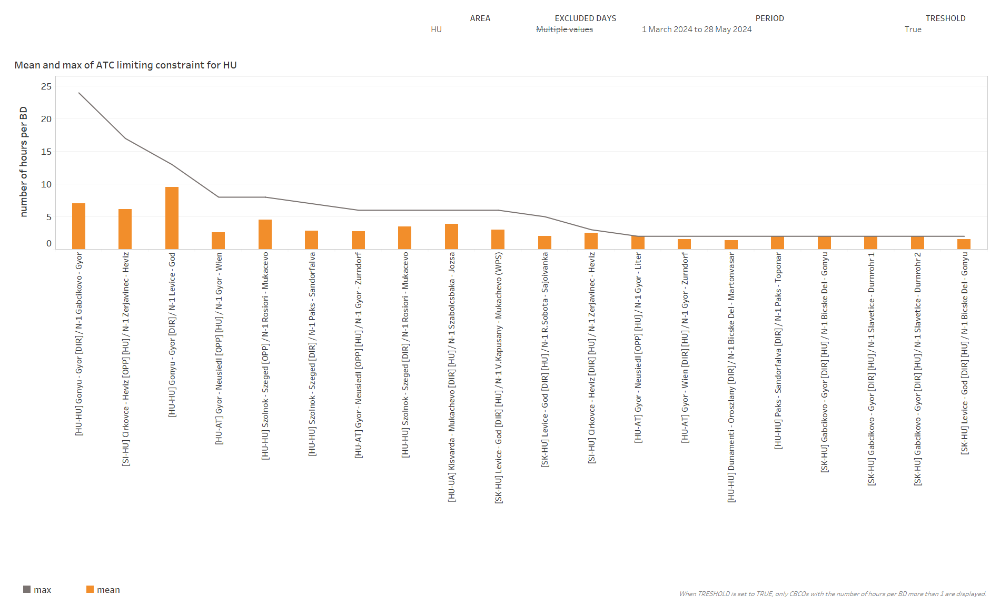 AREA EXCLUDED DAYS PERIOD TRESHOLD
HU Multiple values 1 March 2024 to 28 May 2024 True
Mean and max of ATC limiting constraint for HU
number of hours per BD
25
20
15
10
5
0
[HU-HU] Gonyu - Gyor [DIR] / N-1 Gabcikovo - Gyor
[SI-HU] Cirkovce - Heviz [OPP] [HU] / N-1 Zerjavinec - Heviz
[HU-HU] Gonyu - Gyor [DIR] / N-1 Levice - God
[HU-AT] Gyor - Neusiedl [OPP] [HU] / N-1 Gyor - Wien
[HU-HU] Szolnok - Szeged [OPP] / N-1 Rosiori - Mukacevo
[HU-HU] Szolnok - Szeged [DIR] / N-1 Paks - Sandorfalva
[HU-AT] Gyor - Neusiedl [OPP] [HU] / N-1 Gyor - Zurndorf
[HU-HU] Szolnok - Szeged [DIR] / N-1 Rosiori - Mukacevo
[HU-UA] Kisvarda - Mukachevo [DIR] [HU] / N-1 Szabolcsbaka - Jozsa
[SK-HU] Levice - God [DIR] [HU] / N-1 V.Kapusany - Mukachevo (WPS)
[SK-HU] Levice - God [DIR] [HU] / N-1 R.Sobota - Sajoivanka
[SI-HU] Cirkovce - Heviz [DIR] [HU] / N-1 Zerjavinec - Heviz
[HU-AT] Gyor - Neusiedl [OPP] [HU] / N-1 Gyor - Liter
[HU-AT] Gyor - Wien [DIR] [HU] / N-1 Gyor - Zurndorf
[HU-HU] Dunamenti - Oroszlany [DIR] / N-1 Bicske Del - Martonvasar
[HU-HU] Paks - Sandorfalva [DIR] / N-1 Paks - Toponar
[SK-HU] Gabcikovo - Gyor [DIR] [HU] / N-1 Bicske Del - Gonyu
[SK-HU] Gabcikovo - Gyor [DIR] [HU] / N-1 Slavetice - Durnrohr 1
[SK-HU] Gabcikovo - Gyor [DIR] [HU] / N-1 Slavetice - Durnrohr 2
[SK-HU] Levice - God [DIR] [HU] / N-1 Bicske Del - Gonyu
max mean
When TRESHOLD is set to TRUE, only CBCOs with the number of hours per BD more than 1 are displayed.